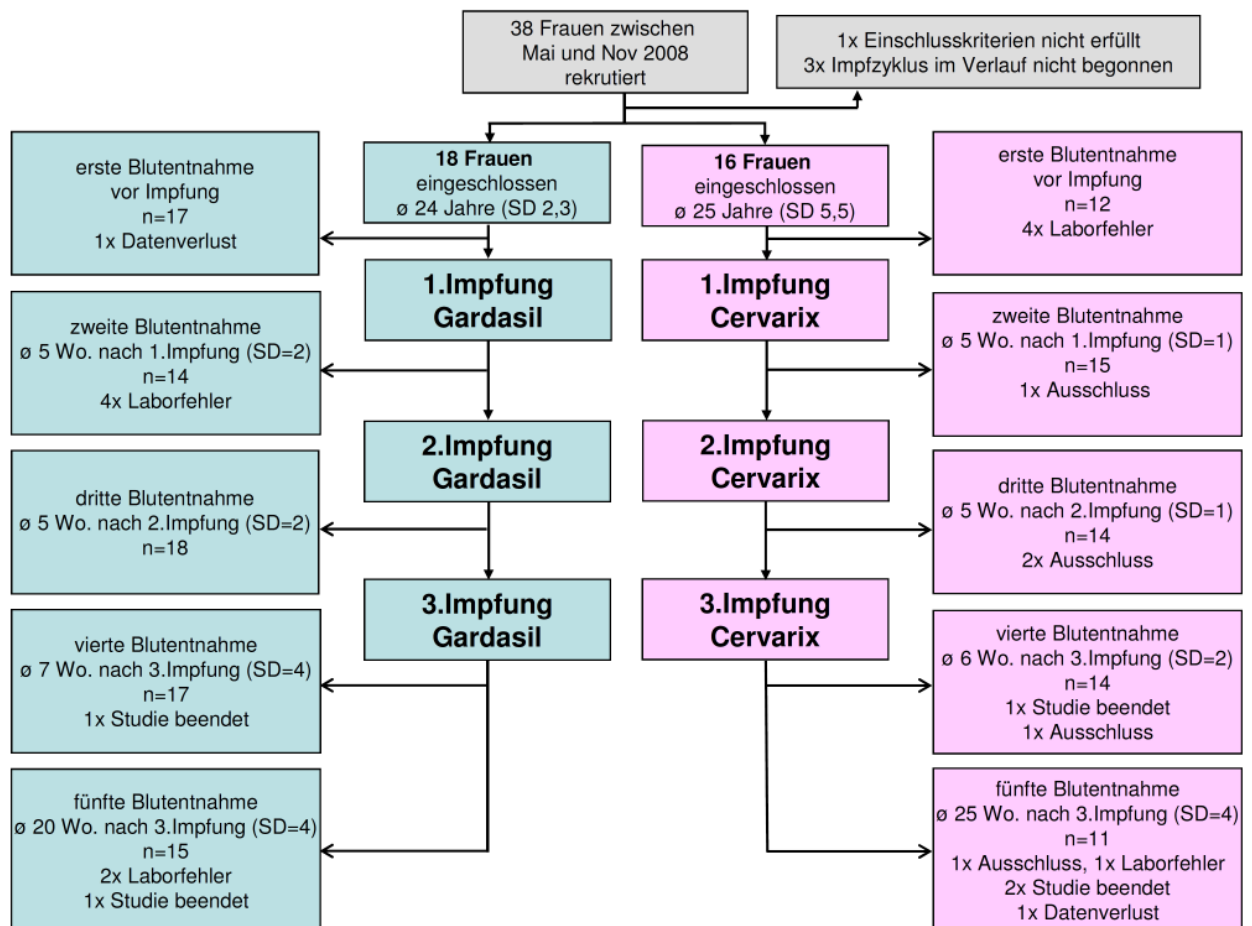 38 Frauen zwischen
Mai und Nov 2008
rekrutiert
1x Einschlusskriterien nicht erfüllt
3x Impfzyklus im Verlauf nicht begonnen
erste Blutentnahme
vor Impfung
n=17
1x Datenverlust
18 Frauen
eingeschlossen
ø 24 Jahre (SD 2,3)
16 Frauen
eingeschlossen
ø 25 Jahre (SD 5,5)
erste Blutentnahme
vor Impfung
n=12
4x Laborfehler
1.Impfung
Gardasil
1.Impfung
Cervarix
zweite Blutentnahme
ø 5 Wo. nach 1.Impfung (SD=2)
n=14
4x Laborfehler
zweite Blutentnahme
ø 5 Wo. nach 1.Impfung (SD=1)
n=15
1x Ausschluss
2.Impfung
Gardasil
2.Impfung
Cervarix
dritte Blutentnahme
ø 5 Wo. nach 2.Impfung (SD=2)
n=18
dritte Blutentnahme
ø 5 Wo. nach 2.Impfung (SD=1)
n=14
2x Ausschluss
3.Impfung
Gardasil
3.Impfung
Cervarix
vierte Blutentnahme
ø 7 Wo. nach 3.Impfung (SD=4)
n=17
1x Studie beendet
vierte Blutentnahme
ø 6 Wo. nach 3.Impfung (SD=2)
n=14
1x Studie beendet
1x Ausschluss
fünfte Blutentnahme
ø 20 Wo. nach 3.Impfung (SD=4)
n=15
2x Laborfehler
1x Studie beendet
fünfte Blutentnahme
ø 25 Wo. nach 3.Impfung (SD=4)
n=11
1x Ausschluss, 1x Laborfehler
2x Studie beendet
1x Datenverlust